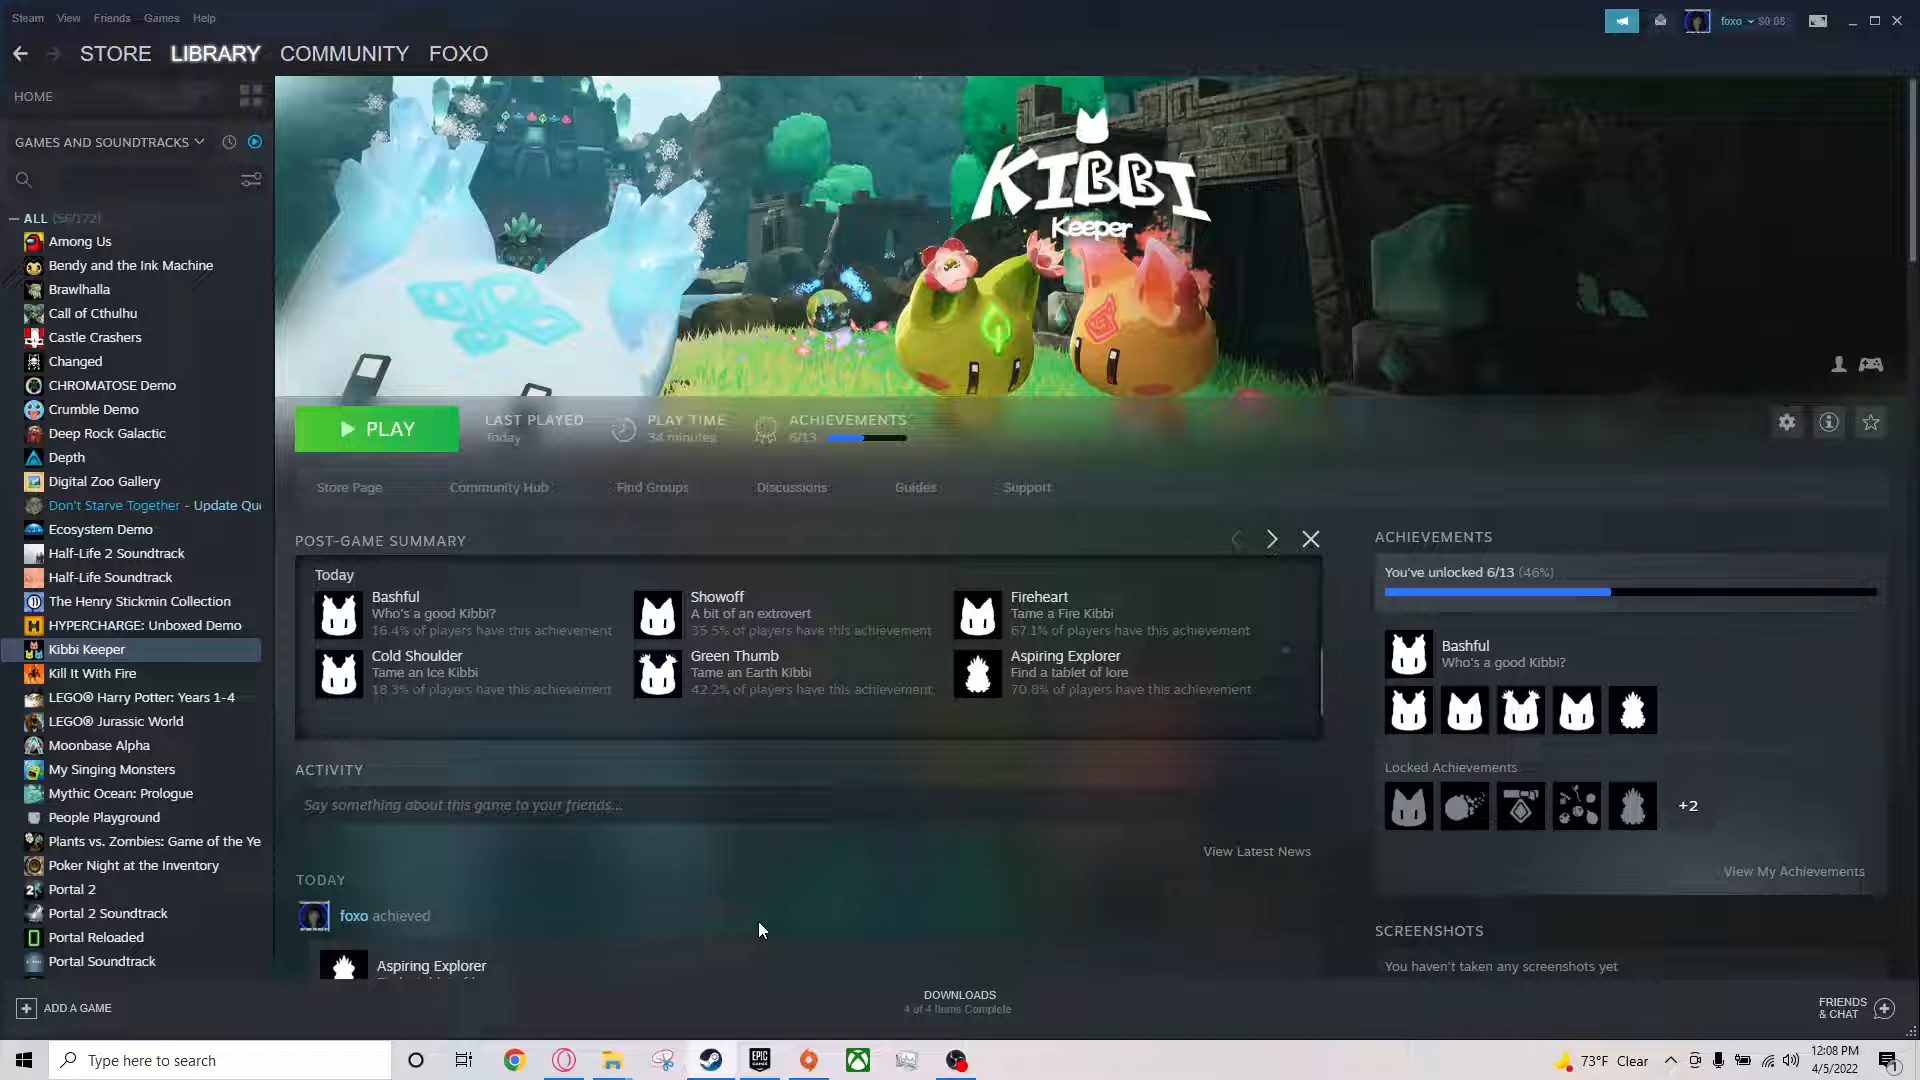 Steam View Friends Games Help
foxo $0.08
STORE LIBRARY COMMUNITY FOXO
HOME
GAMES AND SOUNDTRACKS
ALL (56/172)
Among Us
Bendy and the Ink Machine
Brawlhalla
Call of Cthulhu
Castle Crashers
Changed
CHROMATOSE Demo
Crumble Demo
Deep Rock Galactic
Depth
Digital Zoo Gallery
Don't Starve Together - Update Que
Ecosystem Demo
Half-Life 2 Soundtrack
Half-Life Soundtrack
The Henry Stickmin Collection
HYPERCHARGE: Unboxed Demo
Kibbi Keeper
Kill It With Fire
LEGO® Harry Potter: Years 1-4
LEGO® Jurassic World
Moonbase Alpha
My Singing Monsters
Mythic Ocean: Prologue
People Playground
Plants vs. Zombies: Game of the Ye
Poker Night at the Inventory
Portal 2
Portal 2 Soundtrack
Portal Reloaded
Portal Soundtrack
ADD A GAME
KIBBI
Keeper
PLAY
LAST PLAYED
Today
PLAY TIME
34 minutes
ACHIEVEMENTS
6/13
Store Page Community Hub Find Groups Discussions Guides Support
POST-GAME SUMMARY
Today
Bashful
Who's a good Kibbi?
16.4% of players have this achievement
Showoff
A bit of an extrovert
35.5% of players have this achievement
Fireheart
Tame a Fire Kibbi
67.1% of players have this achievement
Cold Shoulder
Tame an Ice Kibbi
18.3% of players have this achievement
Green Thumb
Tame an Earth Kibbi
42.2% of players have this achievement
Aspiring Explorer
Find a tablet of lore
70.8% of players have this achievement
ACTIVITY
Say something about this game to your friends...
View Latest News
TODAY
foxo achieved
Aspiring Explorer
ACHIEVEMENTS
You've unlocked 6/13 (46%)
Bashful
Who's a good Kibbi?
Locked Achievements
+2
View My Achievements
SCREENSHOTS
You haven't taken any screenshots yet
DOWNLOADS
4 of 4 Items Complete
FRIENDS
& CHAT
Type here to search
EPIC
GAMES
73°F Clear
12:08 PM
4/5/2022
1